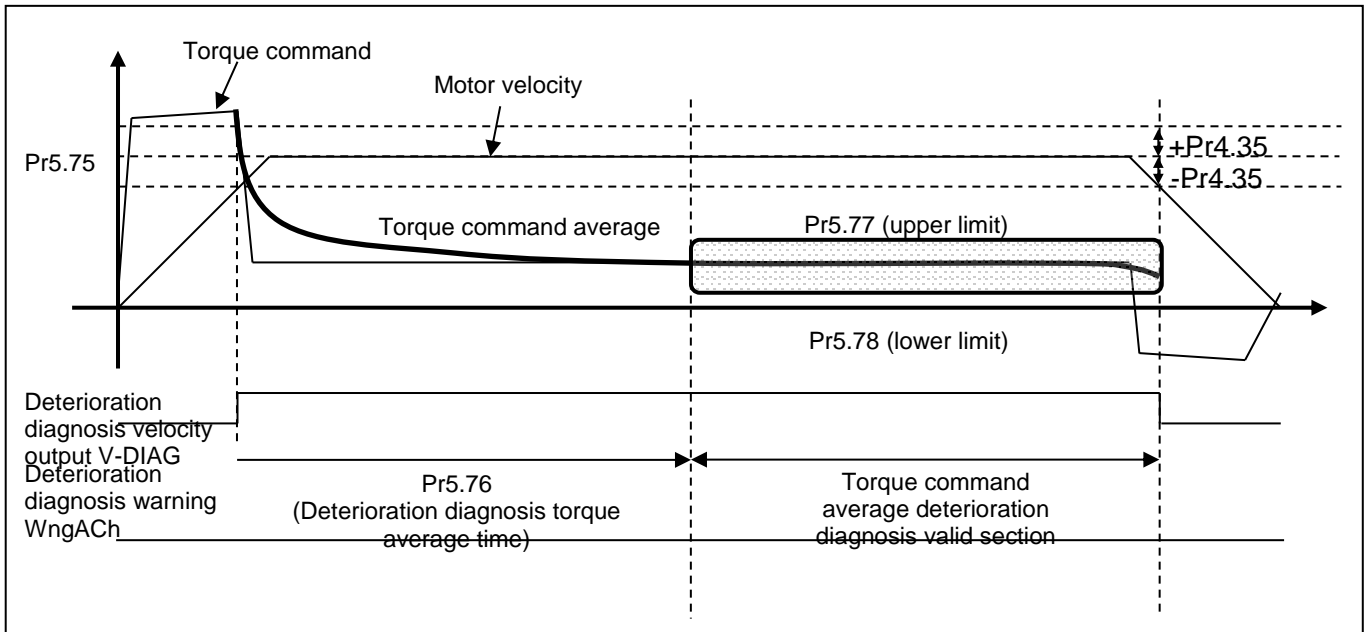 Torque command
Motor velocity
+Pr4.35
Pr5.75
-Pr4.35
Torque command average
Pr5.77 (upper limit)
Pr5.78 (lower limit)
Deterioration
diagnosis velocity
output V-DIAG
Deterioration
diagnosis warning
WngACh
Pr5.76
(Deterioration diagnosis torque
average time)
Torque command
average deterioration
diagnosis valid section